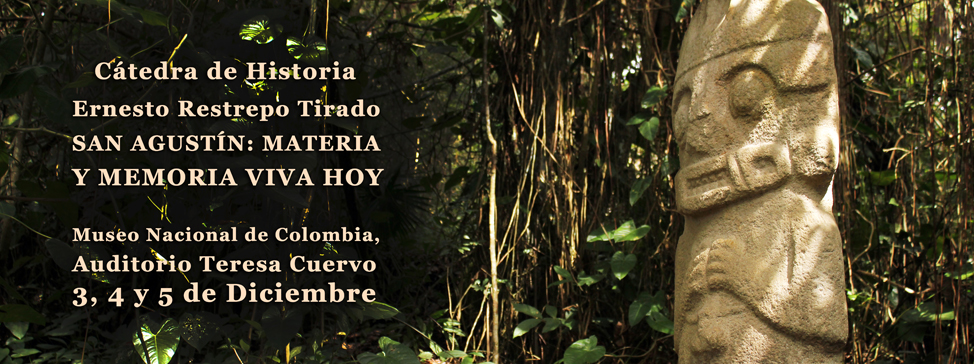 Cátedra de Historia
Ernesto Restrepo Tirado
SAN AGUSTÍN: MATERIA
Y MEMORIA VIVA HOY
Museo Nacional de Colombia,
Auditorio Teresa Cuervo
3, 4 y 5 de Diciembre